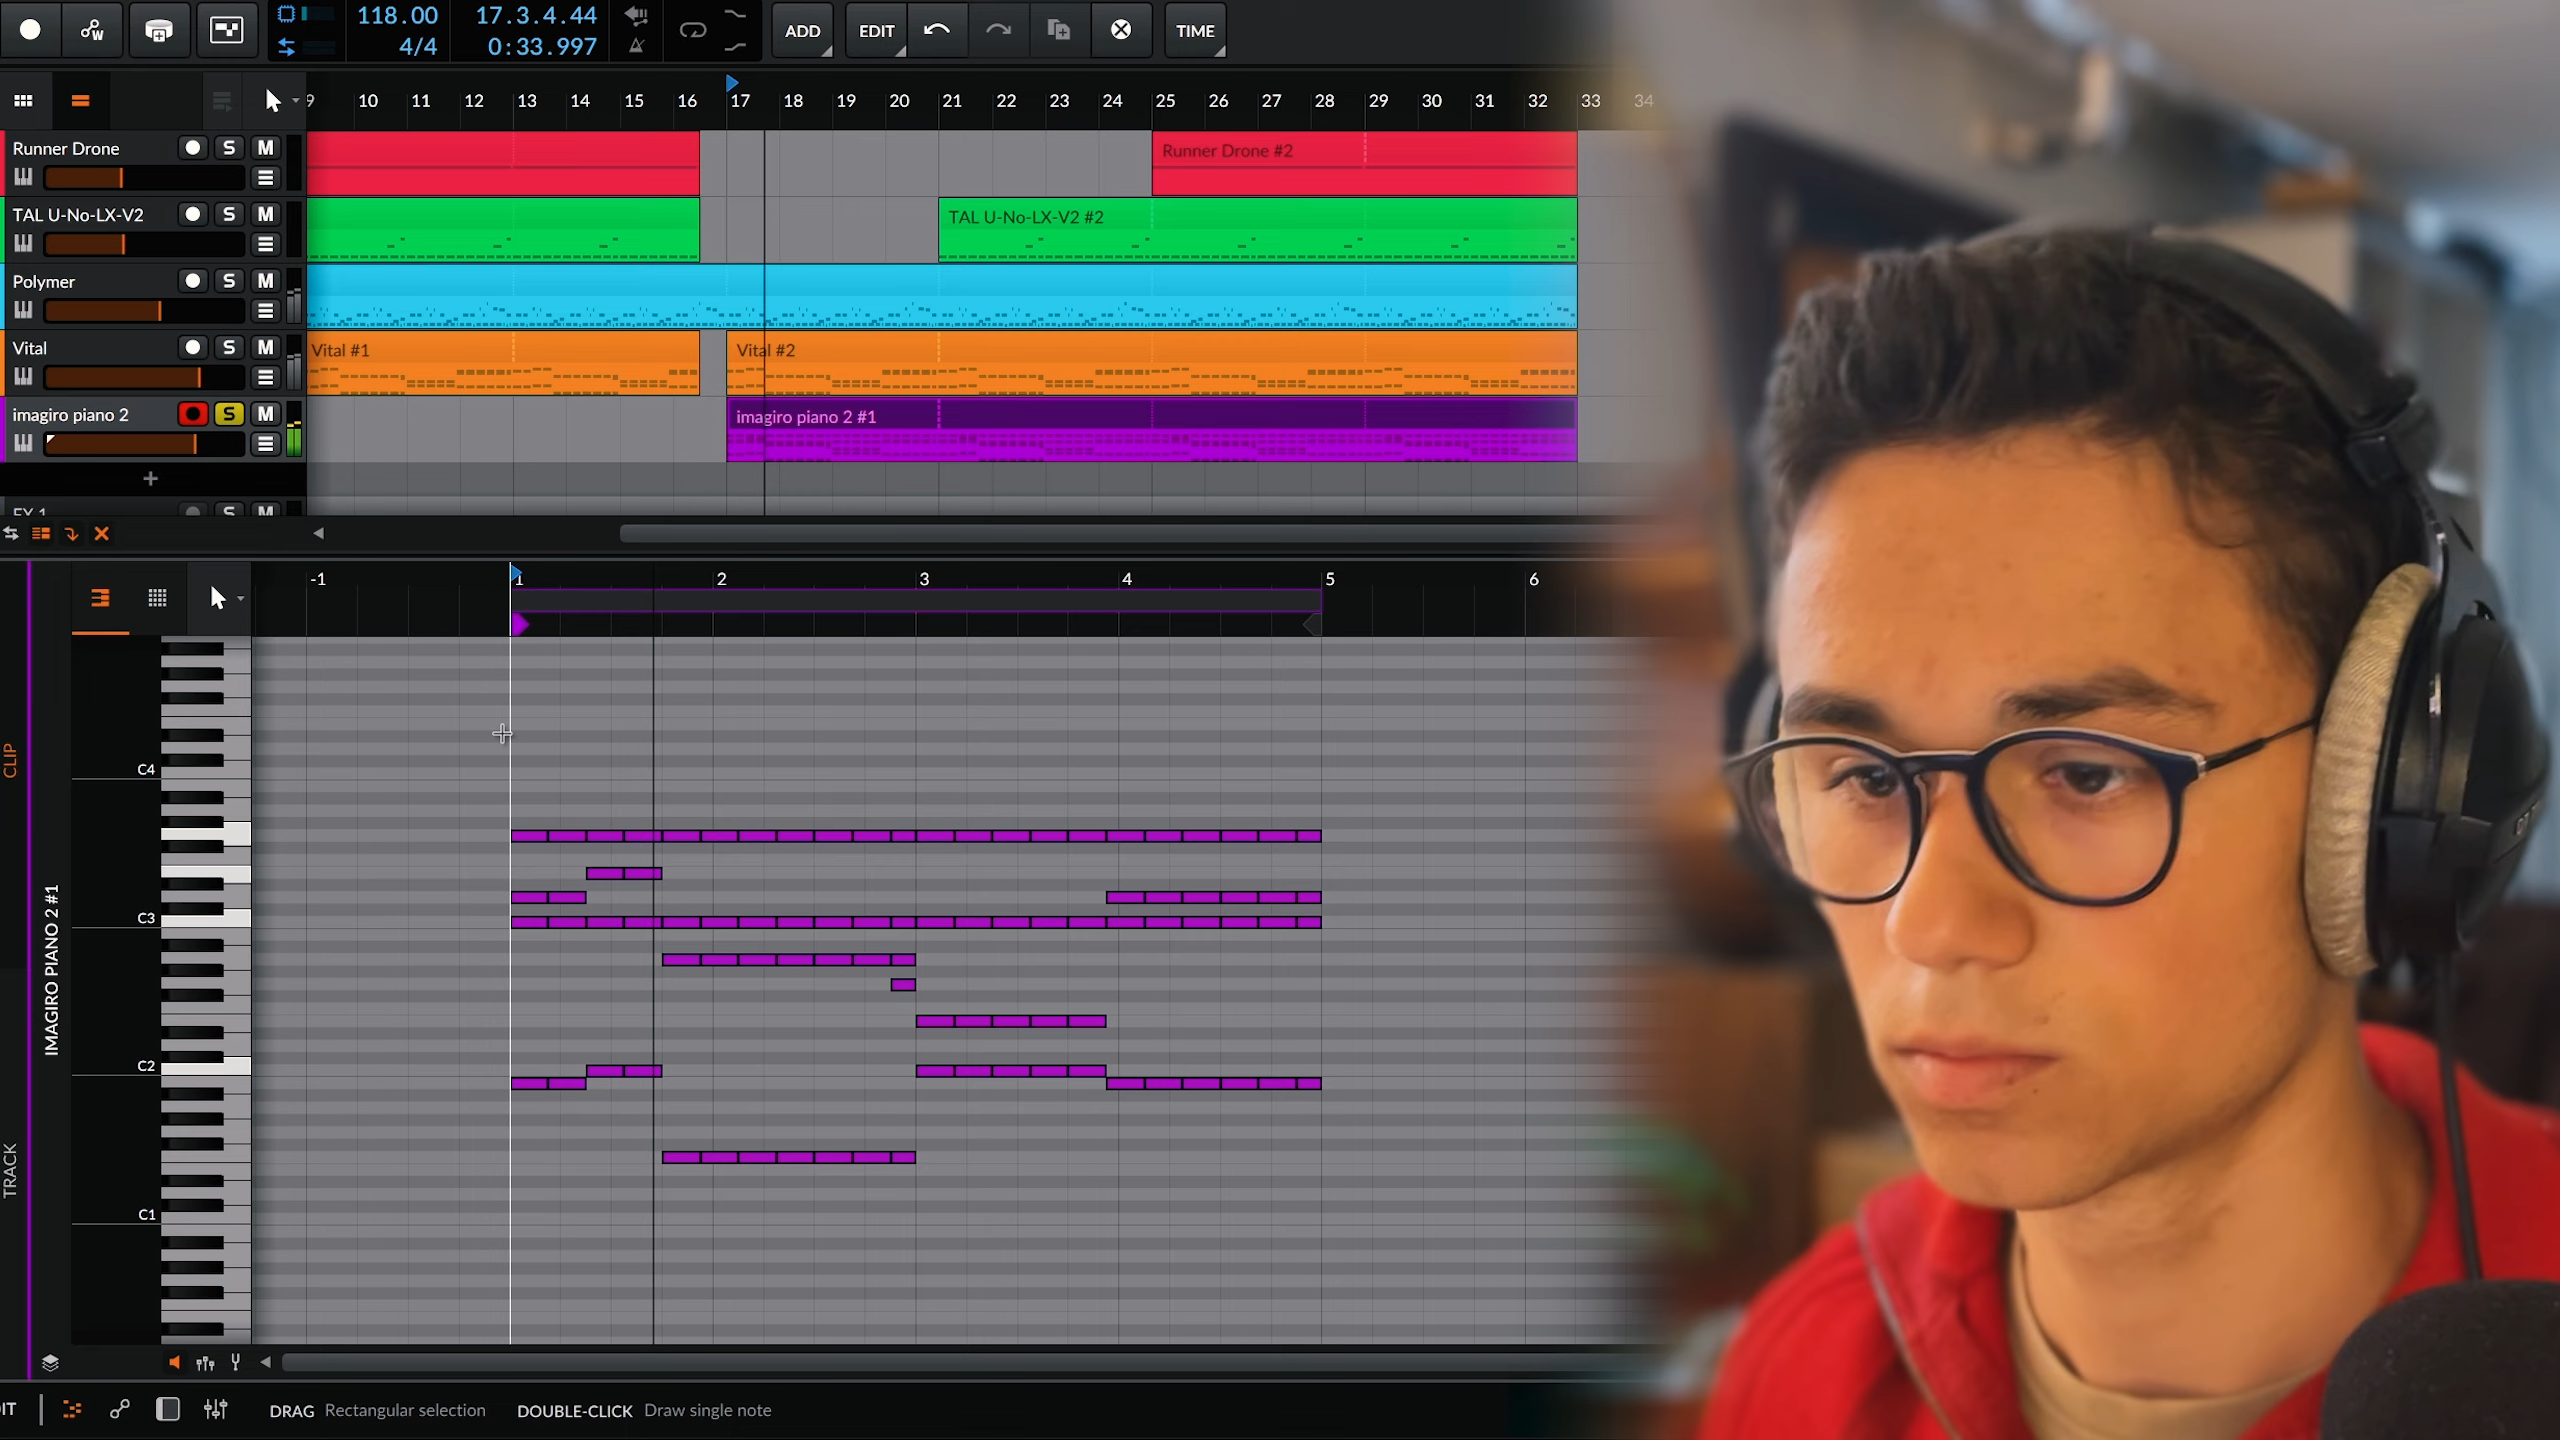 118.00
4/4
17.3.4.44
0:33.997
ADD
EDIT
TIME
9 10 11 12 13 14 15 16 17 18 19 20 21 22 23 24 25 26 27 28 29 30 31 32 33 34
Runner Drone S M
Runner Drone #2
TAL U-No-LX-V2 S M
TAL U-No-LX-V2 #2
Polymer S M
Vital S M
Vital #1
Vital #2
imagiro piano 2 S M
imagiro piano 2 #1
+
FX 1 S M
-1 1 2 3 4 5 6
CLIP
TRACK
IMAGIRO PIANO 2 #1
C4
C3
C2
C1
DRAG Rectangular selection DOUBLE-CLICK Draw single note